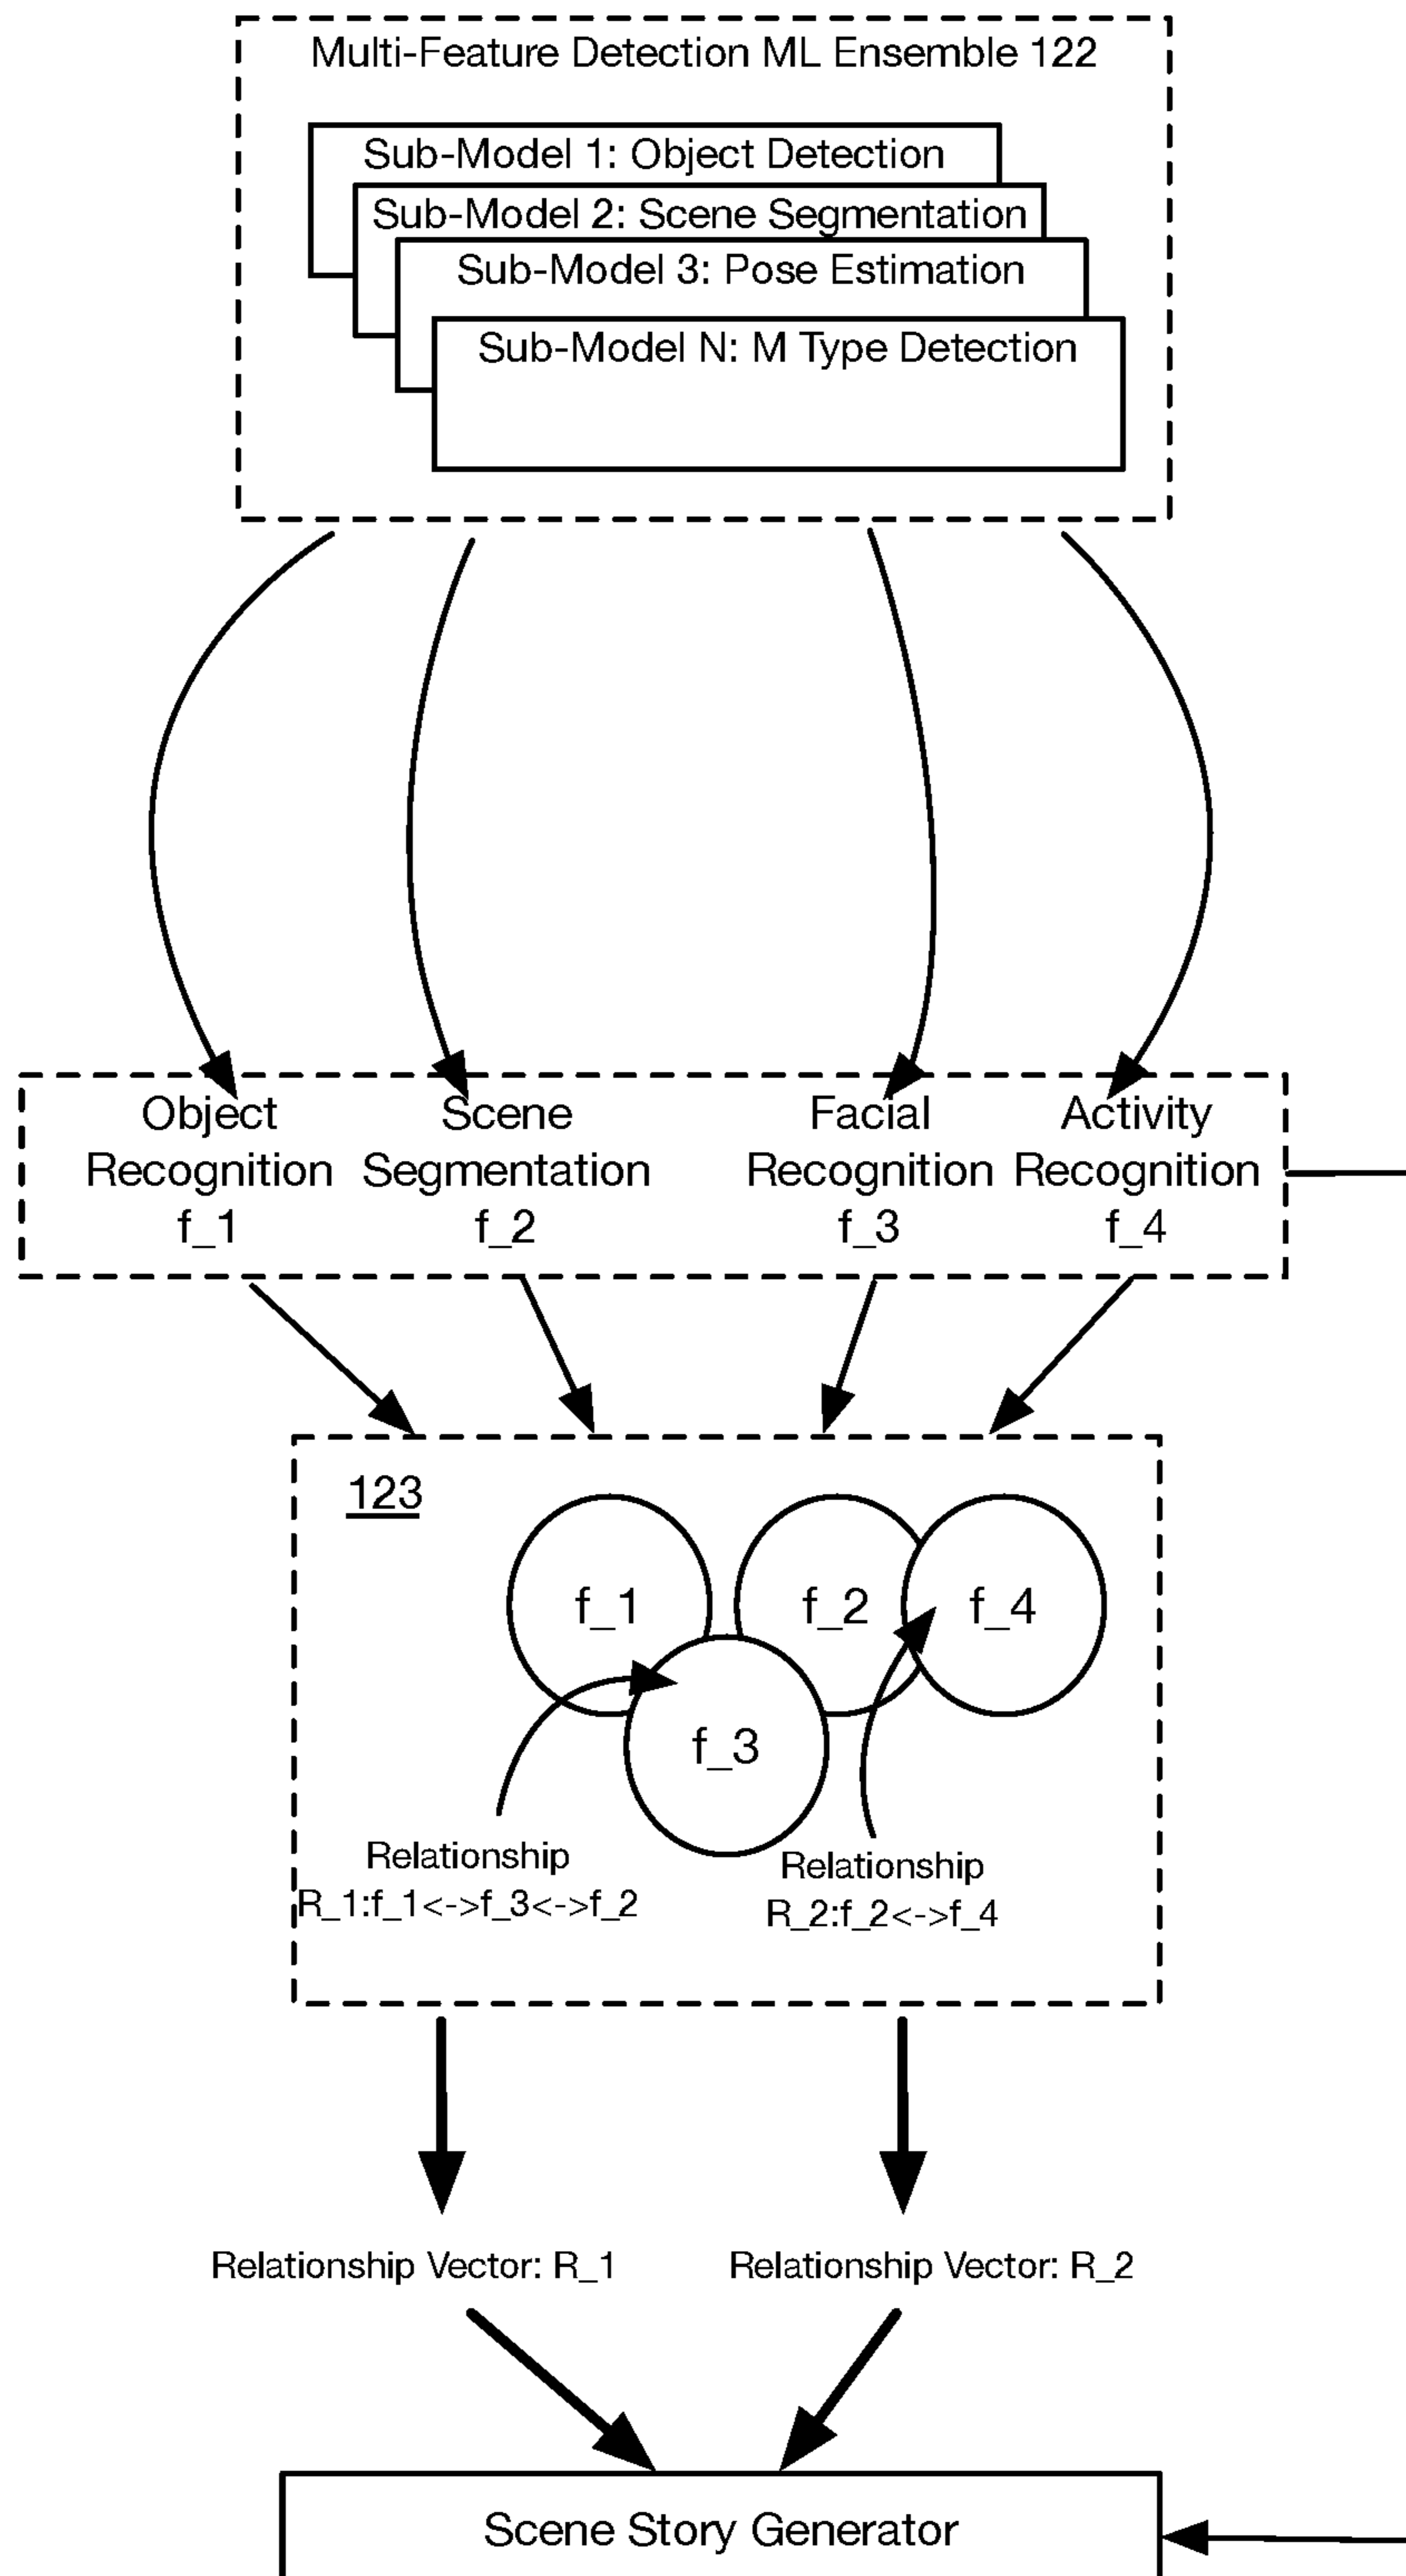 Multi-Feature Detection ML Ensemble 122
Sub-Model 1: Object Detection
Sub-Model 2: Scene Segmentation
Sub-Model 3: Pose Estimation
Sub-Model N: M Type Detection
Object
Recognition
f_1
Scene
Segmentation
f_2
Facial
Recognition
f_3
Activity
Recognition
f_4
123
f_1
f_2
f_4
f_3
Relationship
R_1:f_1<->f_3<->f_2
Relationship
R_2:f_2<->f_4
Relationship Vector: R_1
Relationship Vector: R_2
Scene Story Generator